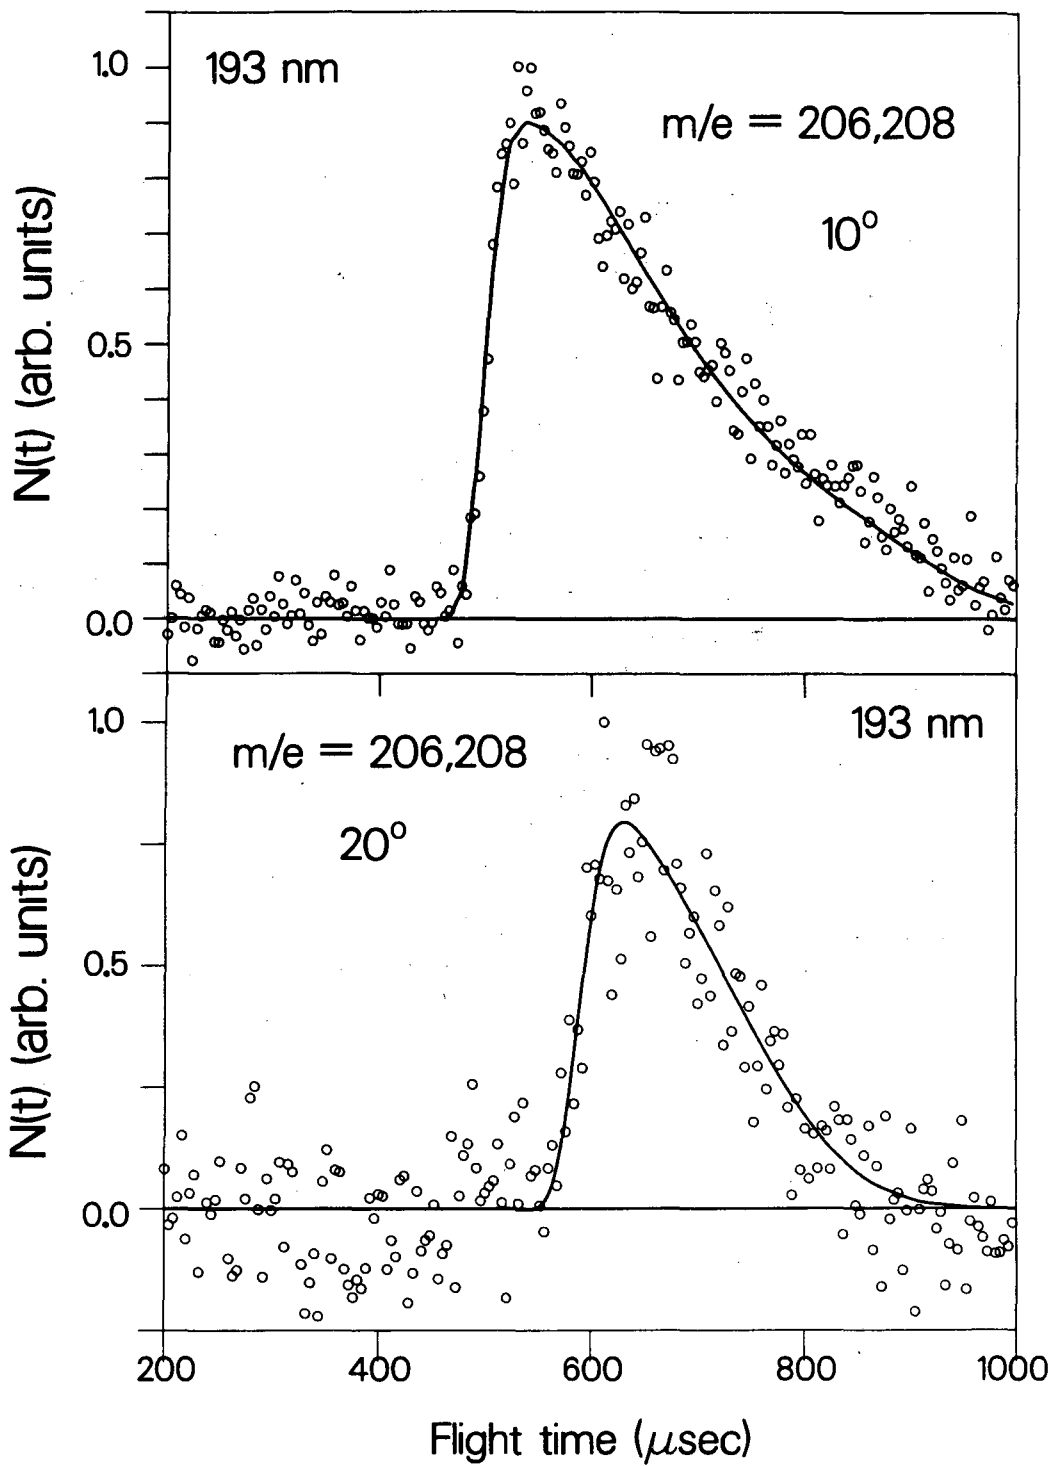 1.0
193 nm
m/e = 206,208
10°
N(t) (arb. units)
0.5
0.0
1.0
193 nm
m/e = 206,208
20°
N(t) (arb. units)
0.5
0.0
200 400 600 800 1000
Flight time (μsec)